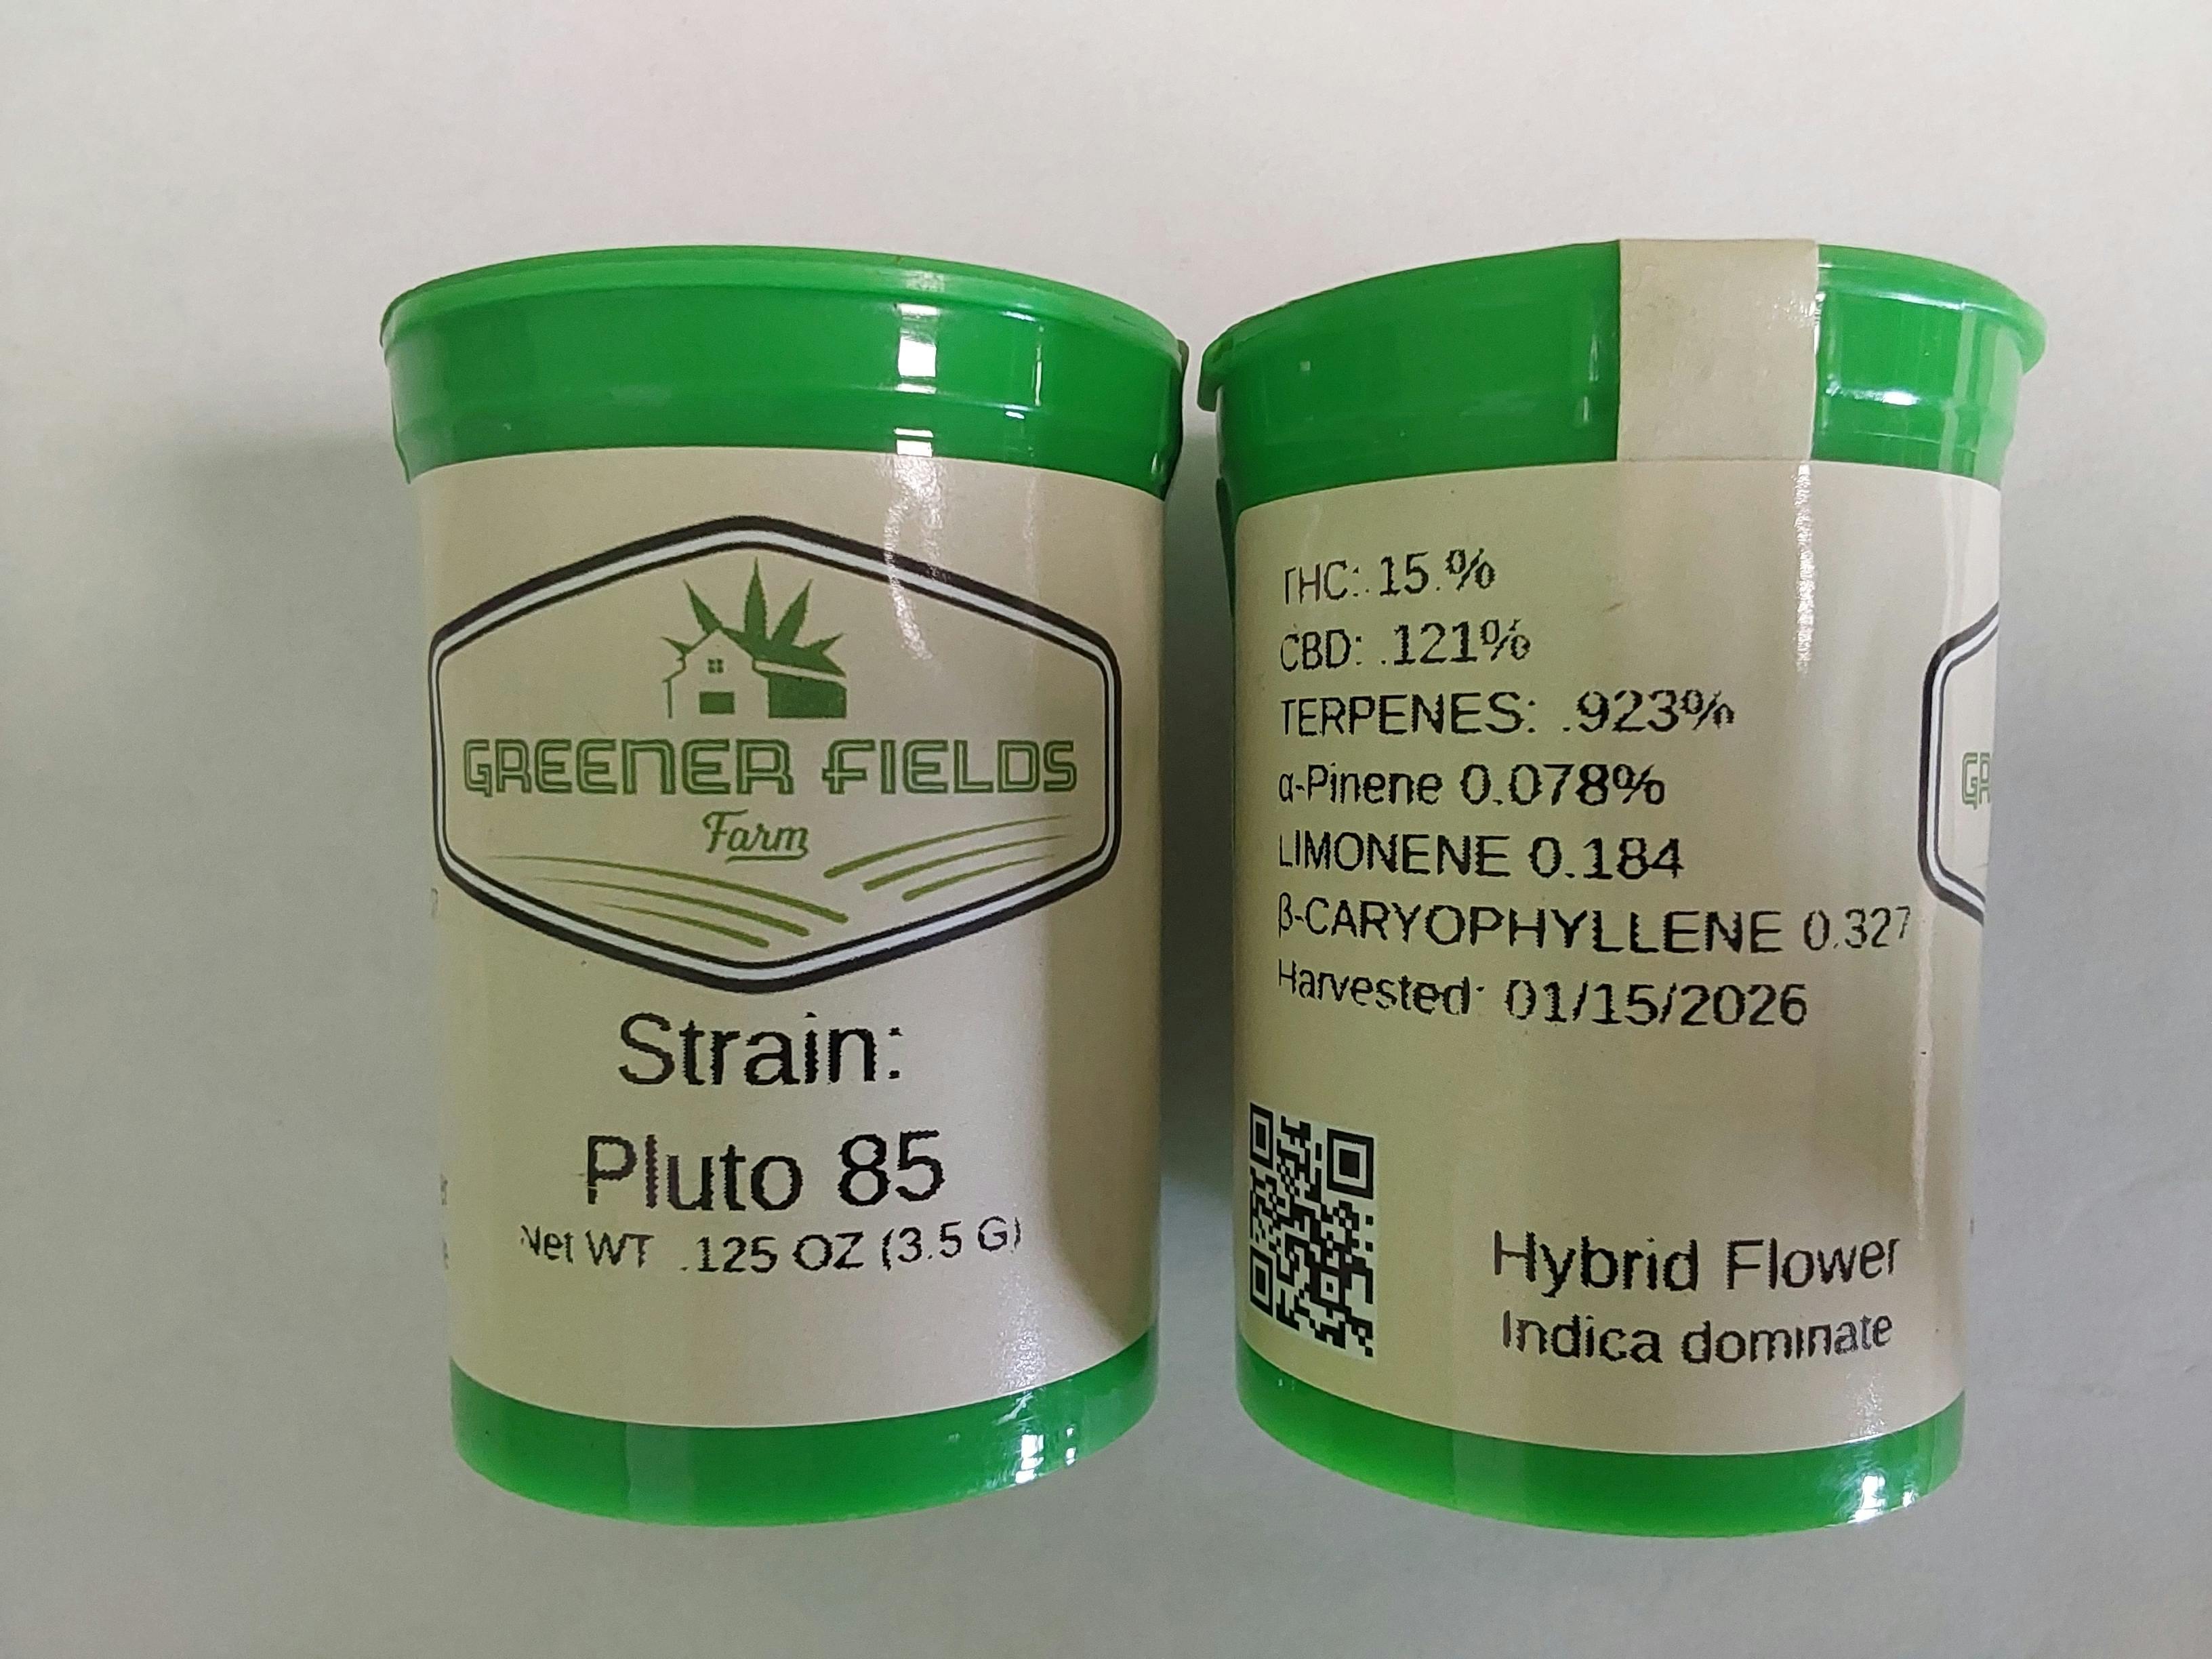 GREENER FIELDS
Farm
Strain:
Pluto 85
Net WT .125 OZ (3.5 G)
THC: 15.%
CBD: .121%
TERPENES: .923%
α-Pinene 0.078%
LIMONENE 0.184
β-CARYOPHYLLENE 0.327
Harvested: 01/15/2026
Hybrid Flower
Indica dominate